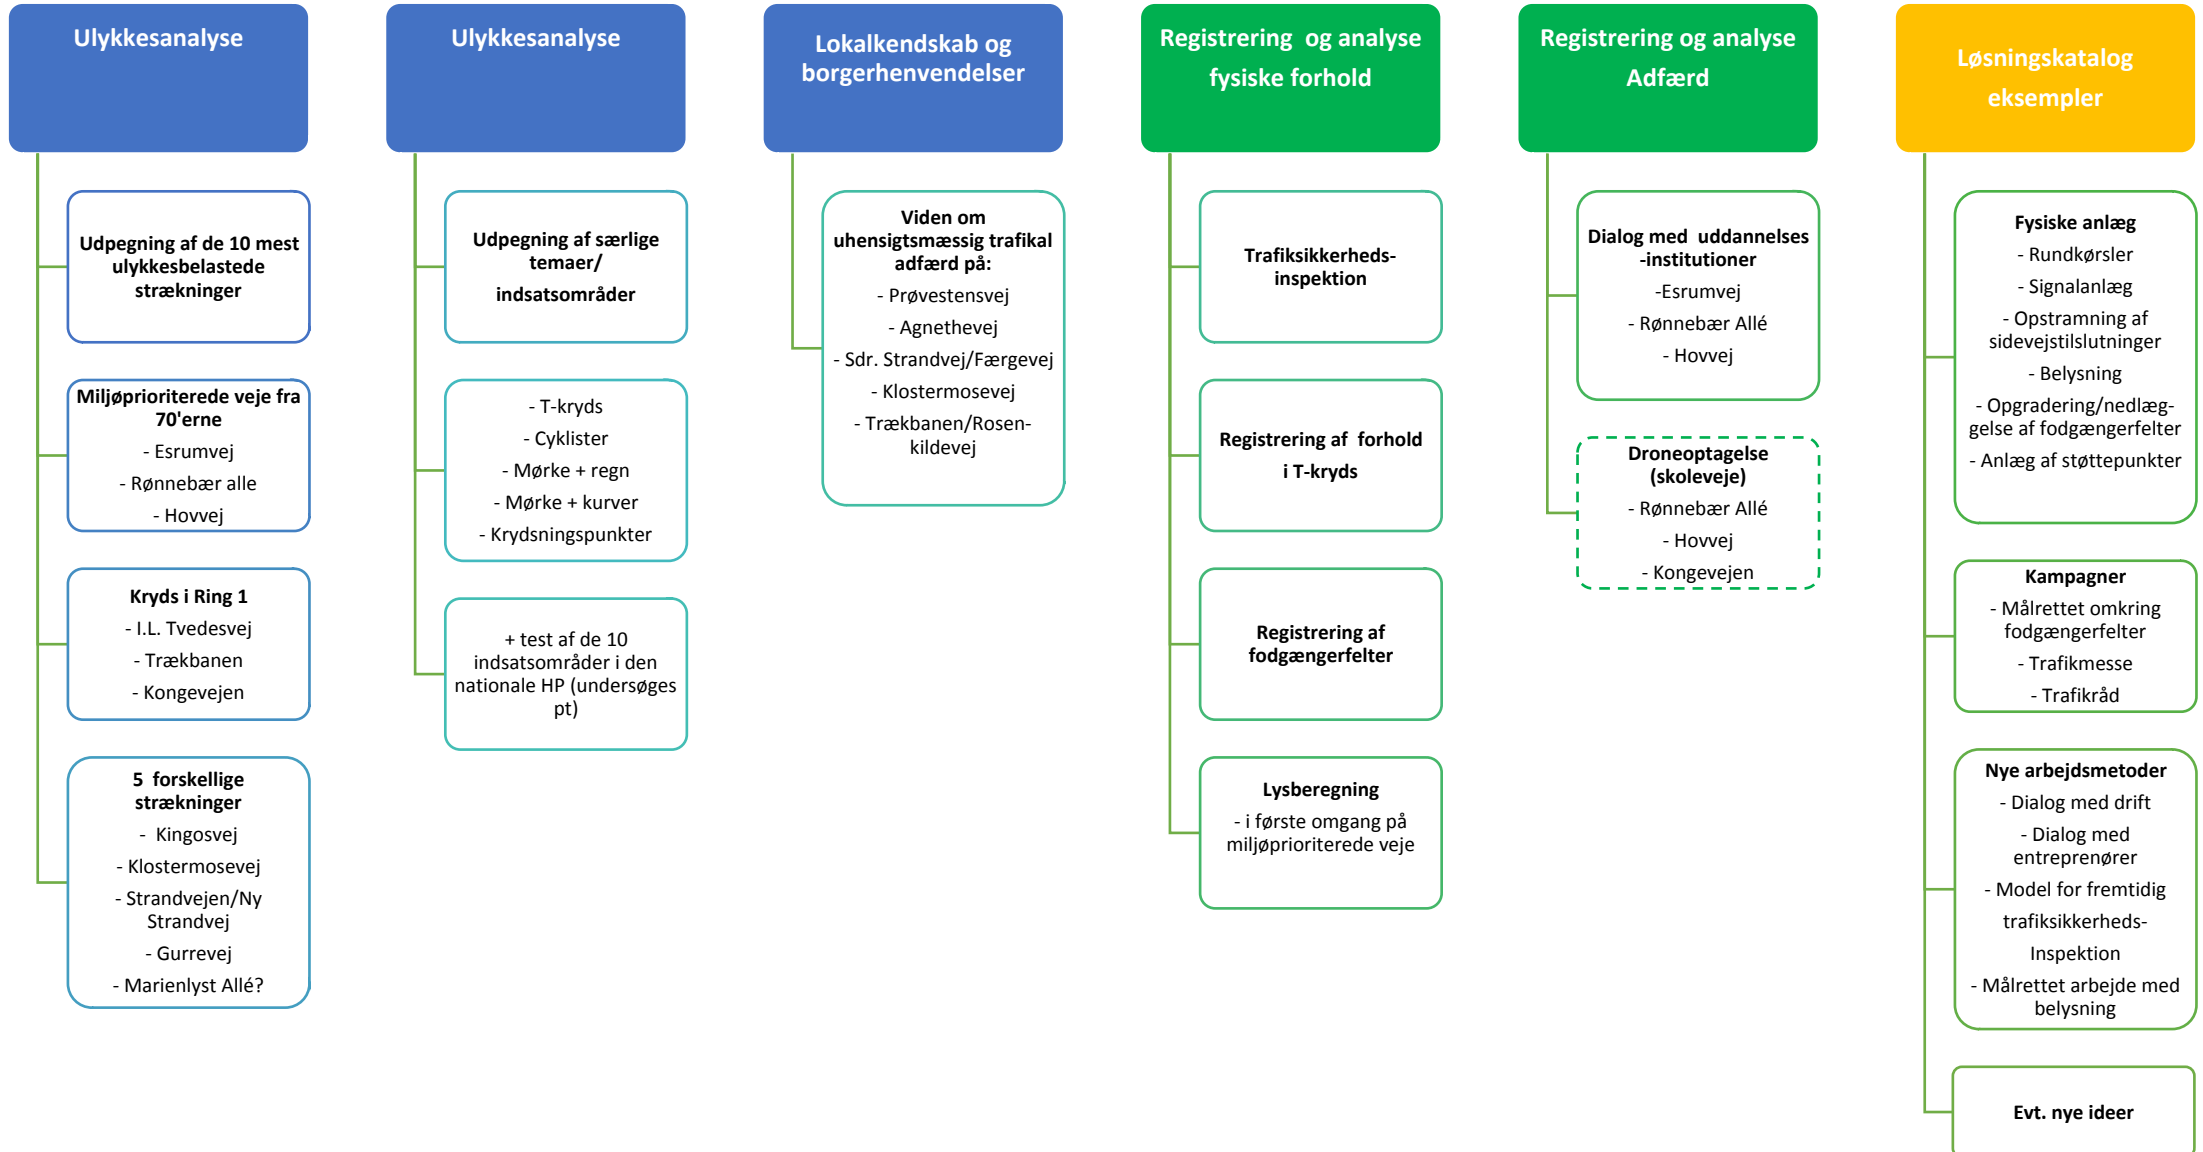 Ulykkesanalyse
Udpegning af de 10 mest
ulykkesbelastede
strækninger
Miljøprioriterede veje fra
70'erne
- Esrumvej
- Rønnebær alle
- Hovvej
Kryds i Ring 1
- I.L. Tvedesvej
- Trækbanen
- Kongevejen
5 forskellige
strækninger
- Kingosvej
- Klostermosevej
- Strandvejen/Ny
Strandvej
- Gurrevej
- Marienlyst Allé?
Ulykkesanalyse
Udpegning af særlige
temaer/
indsatsområder
- T-kryds
- Cyklister
- Mørke + regn
- Mørke + kurver
- Krydsningspunkter
+ test af de 10
indsatsområder i den
nationale HP (undersøges
pt)
Lokalkendskab og
borgerhenvendelser
Viden om
uhensigtsmæssig trafikal
adfærd på:
- Prøvestensvej
- Agnethevej
- Sdr. Strandvej/Færgevej
- Klostermosevej
- Trækbanen/Rosen-
kildevej
Registrering og analyse
fysiske forhold
Trafiksikkerheds-
inspektion
Registrering af forhold
i T-kryds
Registrering af
fodgængerfelter
Lysberegning
- i første omgang på
miljøprioriterede veje
Registrering og analyse
Adfærd
Dialog med uddannelses
-institutioner
-Esrumvej
- Rønnebær Allé
- Hovvej
Droneoptagelse
(skoleveje)
- Rønnebær Allé
- Hovvej
- Kongevejen
Løsningskatalog
eksempler
Fysiske anlæg
- Rundkørsler
- Signalanlæg
- Opstramning af
sidevejstilslutninger
- Belysning
- Opgradering/nedlæg-
gelse af fodgængerfelter
- Anlæg af støttepunkter
Kampagner
- Målrettet omkring
fodgængerfelter
- Trafikmesse
- Trafikråd
Nye arbejdsmetoder
- Dialog med drift
- Dialog med
entreprenører
- Model for fremtidig
trafiksikkerheds-
Inspektion
- Målrettet arbejde med
belysning
Evt. nye ideer